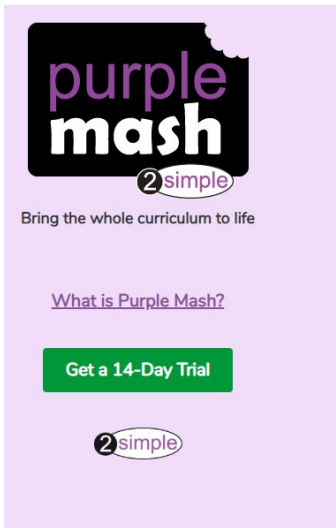 purple
mash
2simple
Bring the whole curriculum to life
What is Purple Mash?
Get a 14-Day Trial
2simple